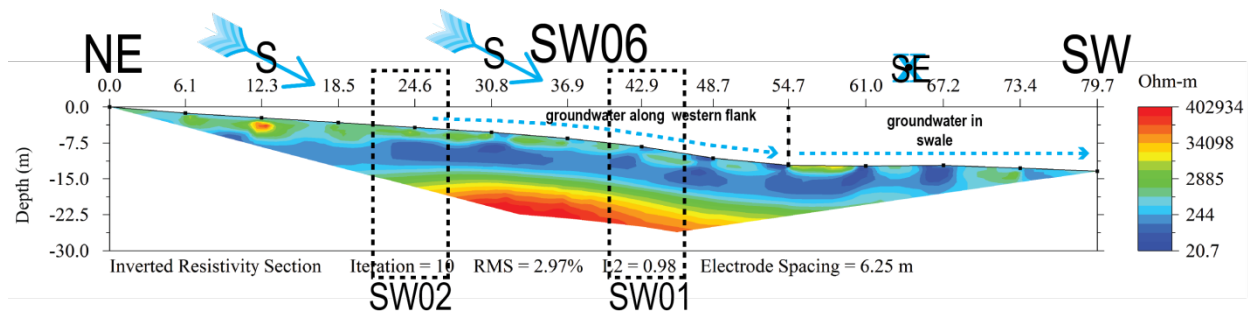 NE S S SW06 SE SW
0.0 6.1 12.3 18.5 24.6 30.8 36.9 42.9 48.7 54.7 61.0 67.2 73.4 79.7
Ohm-m
0.0
-7.5
-15.0
-22.5
-30.0
Depth (m)
groundwater along western flank
groundwater in
swale
402934
34098
2885
244
20.7
Inverted Resistivity Section Iteration = 10 RMS = 2.97% L2 = 0.98 Electrode Spacing = 6.25 m
SW02 SW01